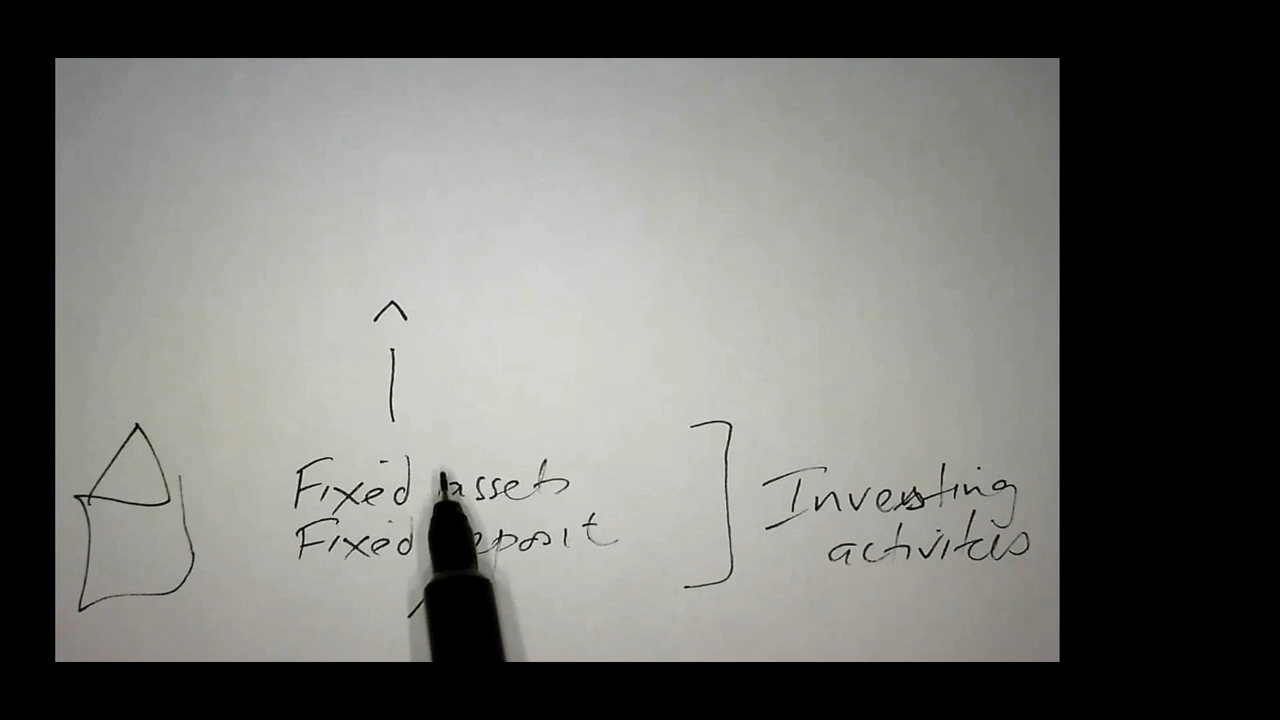 Fixed assets
Fixed deposit
Investing
activities